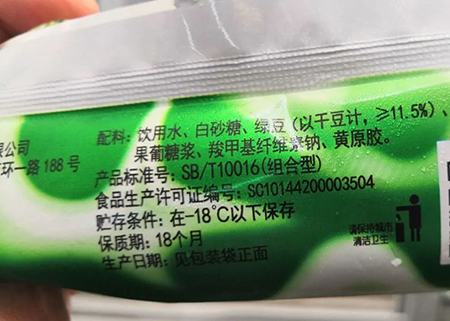 配料：饮用水、白砂糖、绿豆（以干豆计，≥11.5%）、
果葡糖浆、羧甲基纤维素钠、黄原胶。
产品标准号：SB/T10016(组合型)
食品生产许可证编号：SC10144200003504
贮存条件：在-18℃以下保存
保质期：18个月
生产日期：见包装袋正面
限公司
环一路 188 号
请保持城市
清洁卫生